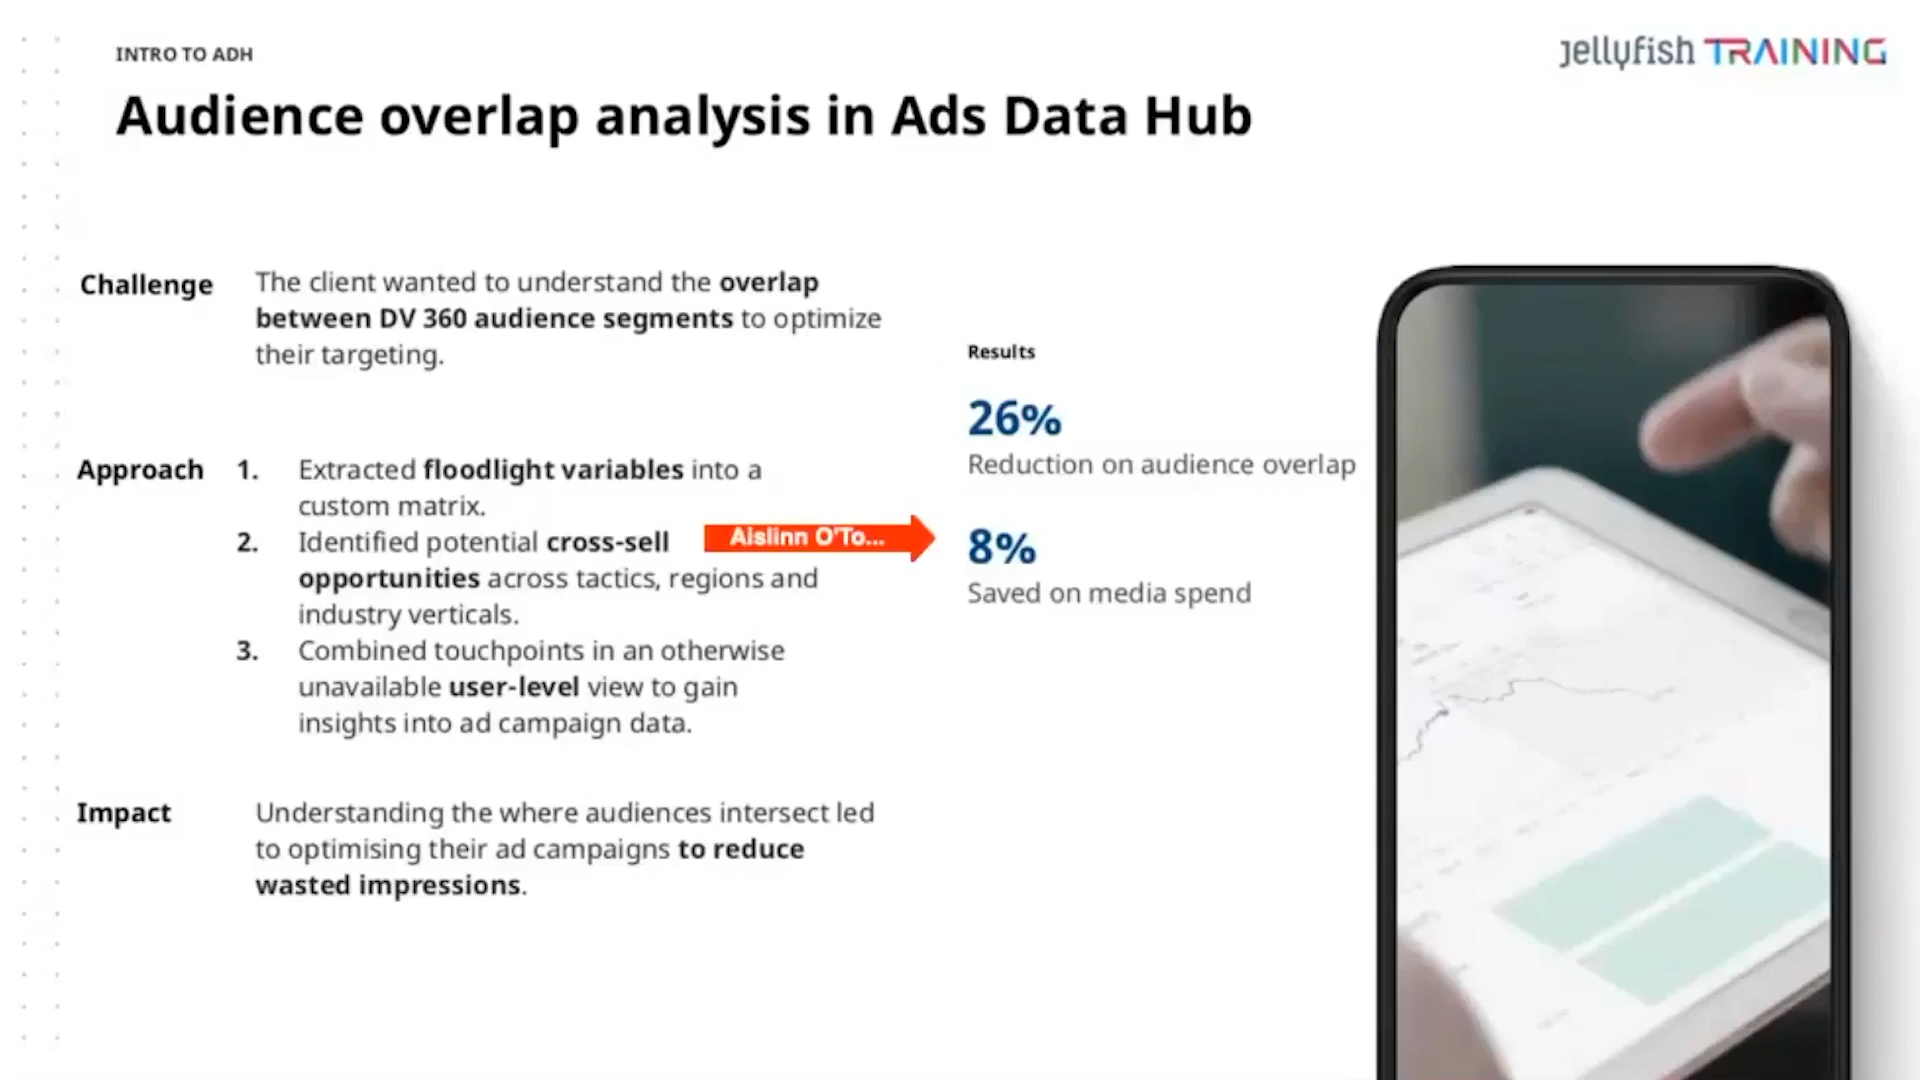 INTRO TO ADH
jellyfish TRAINING
Audience overlap analysis in Ads Data Hub
Challenge
The client wanted to understand the overlap
between DV 360 audience segments to optimize
their targeting.
Approach
1. Extracted floodlight variables into a
custom matrix.
2. Identified potential cross-sell
opportunities across tactics, regions and
industry verticals.
3. Combined touchpoints in an otherwise
unavailable user-level view to gain
insights into ad campaign data.
Impact
Understanding the where audiences intersect led
to optimising their ad campaigns to reduce
wasted impressions.
Aislinn O'To...
Results
26%
Reduction on audience overlap
8%
Saved on media spend